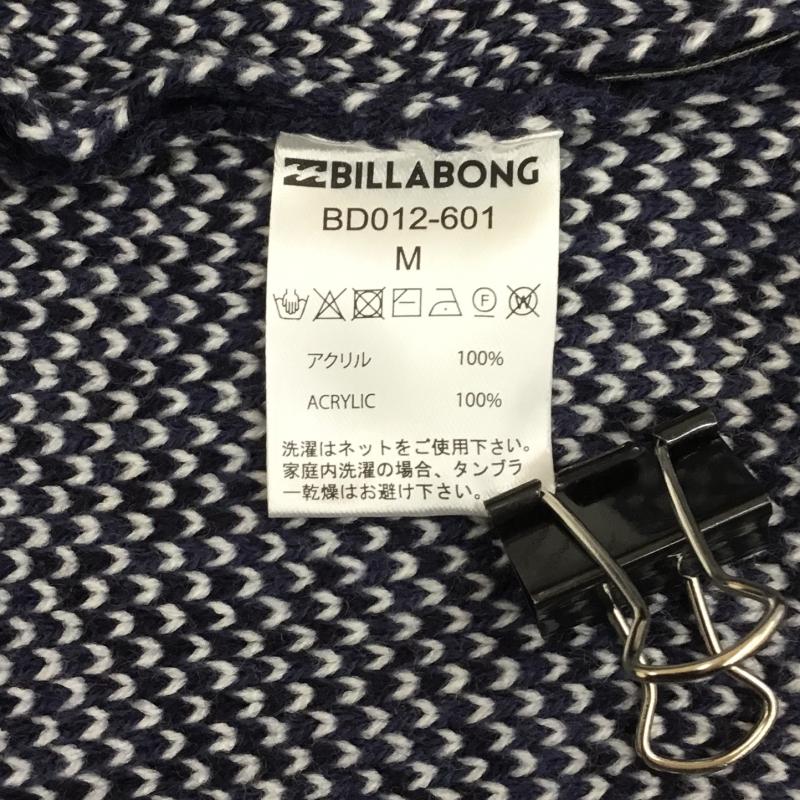 BILLABONG
BD012-601
M
F
W
アクリル 100%
ACRYLIC 100%
洗濯はネットをご使用下さい。
家庭内洗濯の場合、タンブラ
ー乾燥はお避け下さい。